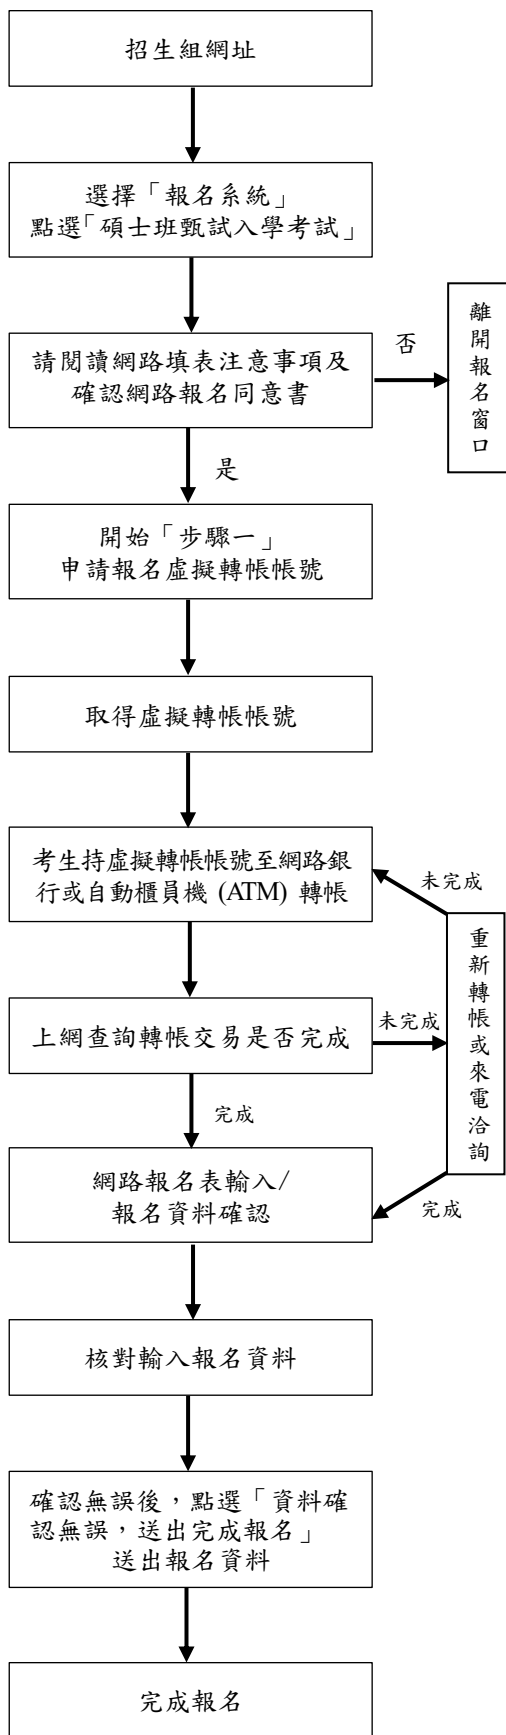 招生組網址
選擇「報名系統」
點選「碩士班甄試入學考試」
請閱讀網路填表注意事項及
確認網路報名同意書
否
離開報名窗口
是
開始「步驟一」
申請報名虛擬轉帳帳號
取得虛擬轉帳帳號
考生持虛擬轉帳帳號至網路銀
行或自動櫃員機 (ATM) 轉帳
未完成
上網查詢轉帳交易是否完成
未完成
重新轉帳或來電洽詢
完成
網路報名表輸入/
報名資料確認
完成
核對輸入報名資料
確認無誤後，點選「資料確
認無誤，送出完成報名」
送出報名資料
完成報名